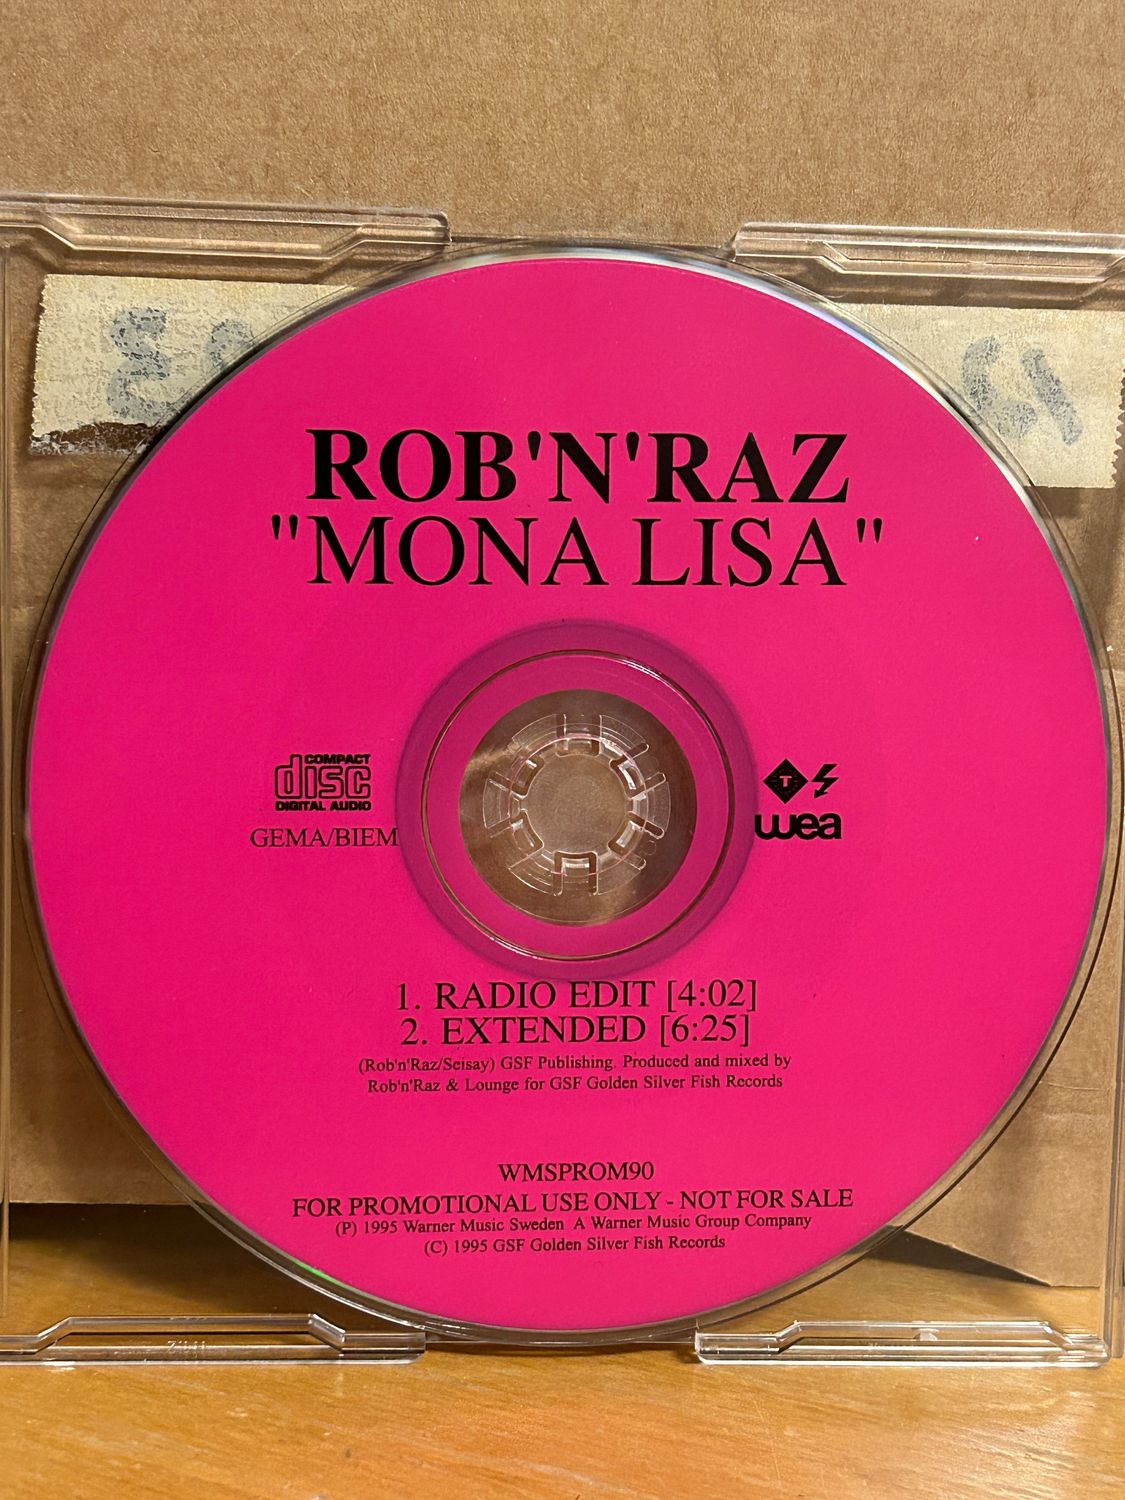 ROB'N'RAZ
"MONA LISA"
COMPACT
disc
DIGITAL AUDIO
GEMA/BIEM
T
wea
1. RADIO EDIT [4:02]
2. EXTENDED [6:25]
(Rob'n'Raz/Seisay) GSF Publishing. Produced and mixed by
Rob'n'Raz & Lounge for GSF Golden Silver Fish Records
WMSPROM90
FOR PROMOTIONAL USE ONLY - NOT FOR SALE
(P) 1995 Warner Music Sweden A Warner Music Group Company
(C) 1995 GSF Golden Silver Fish Records